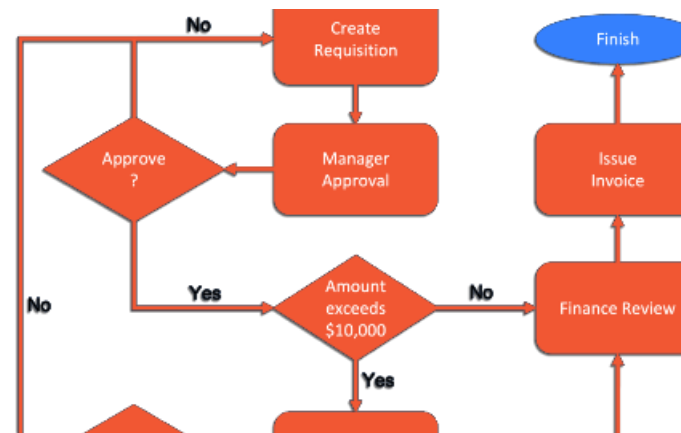 No
Create
Requisition
Finish
Approve
?
Manager
Approval
Issue
Invoice
No
Yes
Amount
exceeds
$10,000
No
Finance Review
Yes